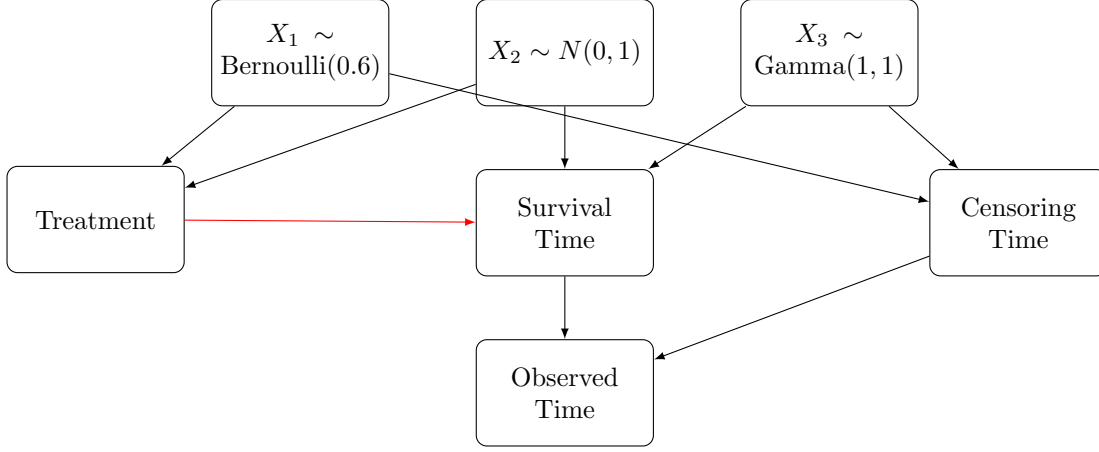 X₁ ∼
Bernoulli(0.6)
X₂ ∼ N(0, 1)
X₃ ∼
Gamma(1, 1)
Treatment
Survival
Time
Censoring
Time
Observed
Time